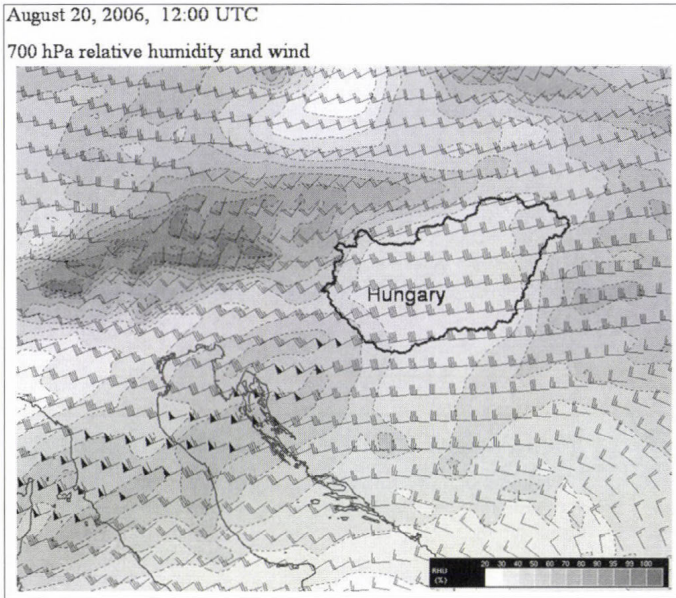 August 20, 2006, 12:00 UTC
700 hPa relative humidity and wind
Hungary
RHU (%)
20 30 40 50 60 70 80 90 95 99 100